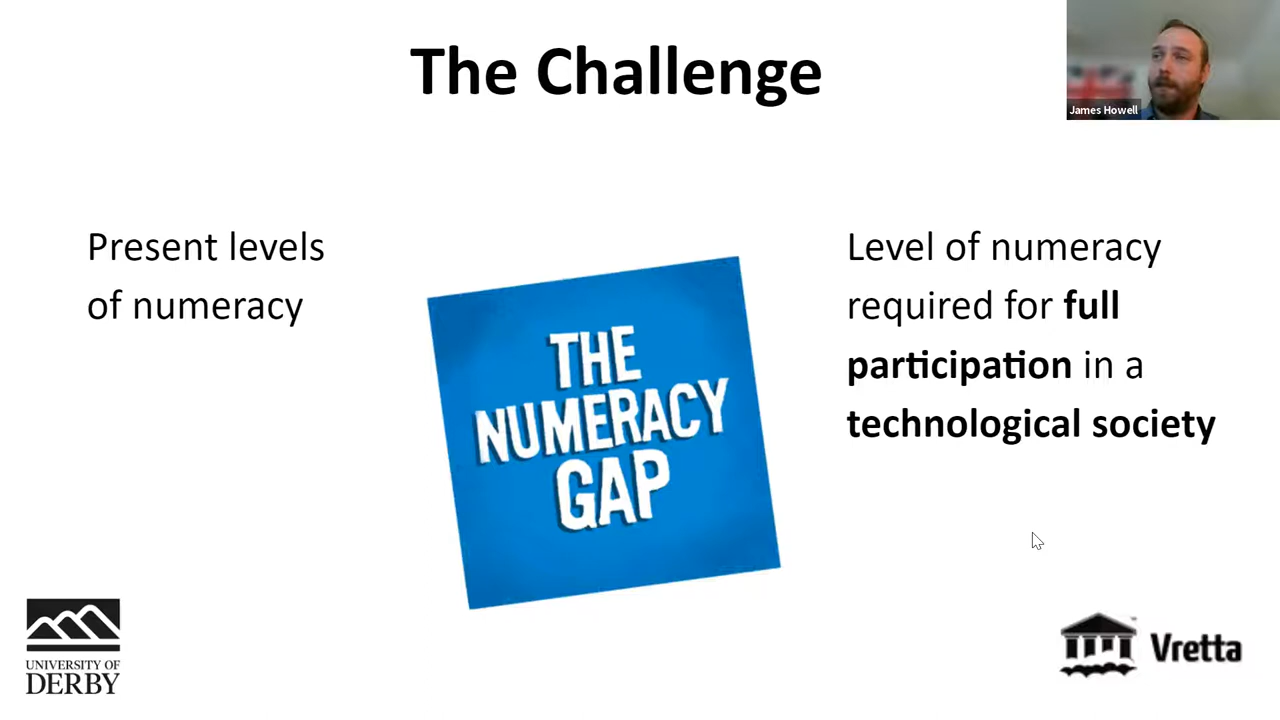 The Challenge
James Howell
Present levels
of numeracy
THE
NUMERACY
GAP
Level of numeracy
required for full
participation in a
technological society
UNIVERSITY OF
DERBY
Vretta